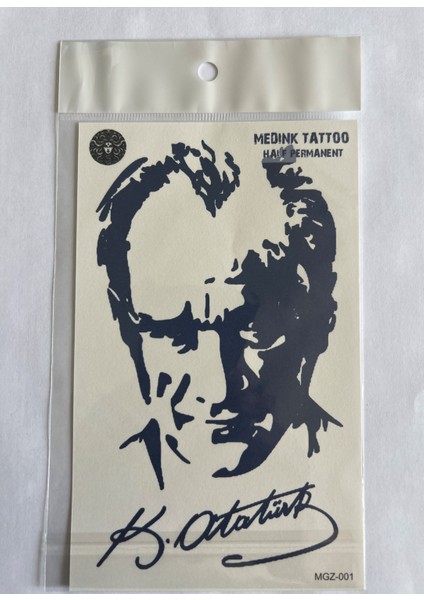 MEDINK TATTOO
HALF PERMANENT
K. Atatürk
MGZ-001